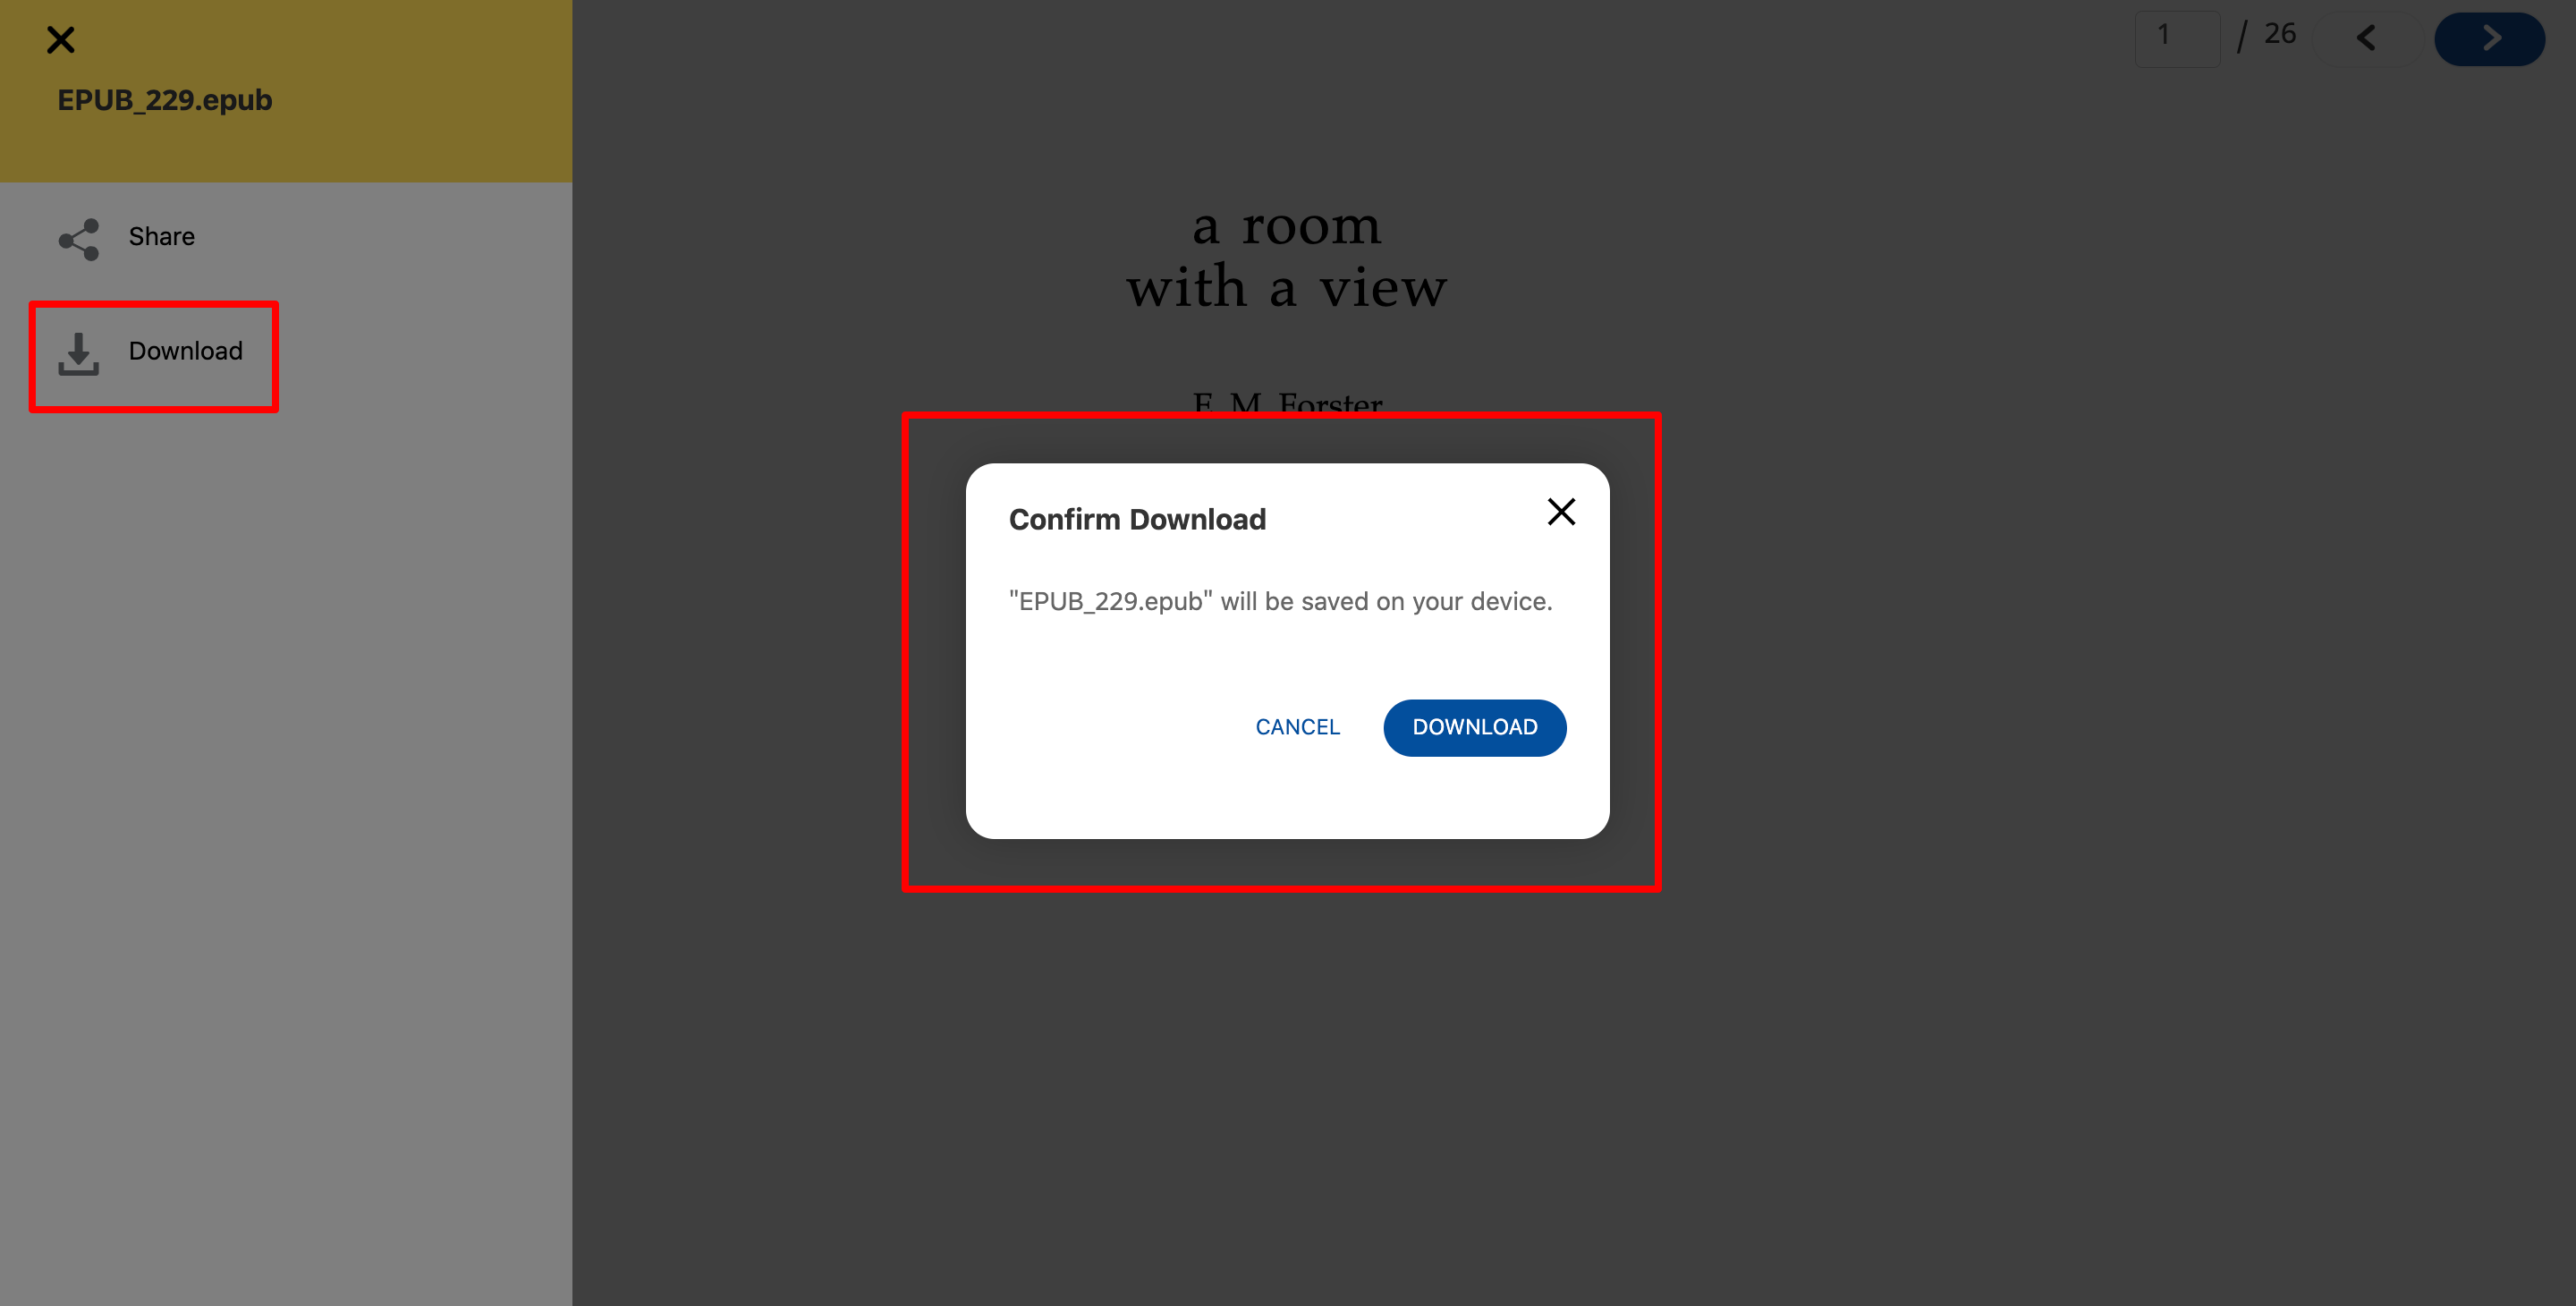 EPUB_229.epub
Share
Download
1 / 26
a room
with a view
E. M. Forster
Confirm Download
"EPUB_229.epub" will be saved on your device.
CANCEL
DOWNLOAD